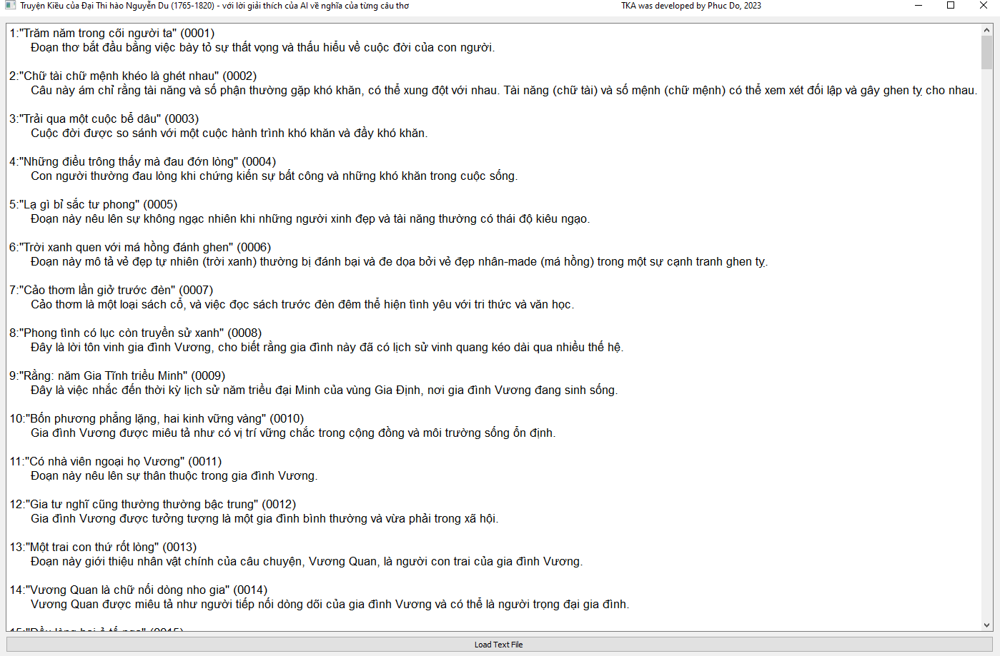 Truyện Kiều của Đại Thi hào Nguyễn Du (1765-1820) - với lời giải thích của AI về nghĩa của từng câu thơ TKA was developed by Phuc Do, 2023
1:"Trăm năm trong cõi người ta" (0001)
Đoạn thơ bắt đầu bằng việc bày tỏ sự thất vọng và thấu hiểu về cuộc đời của con người.
2:"Chữ tài chữ mệnh khéo là ghét nhau" (0002)
Câu này ám chỉ rằng tài năng và số phận thường gặp khó khăn, có thể xung đột với nhau. Tài năng (chữ tài) và số mệnh (chữ mệnh) có thể xem xét đối lập và gây ghen tỵ cho nhau.
3:"Trải qua một cuộc bể dâu" (0003)
Cuộc đời được so sánh với một cuộc hành trình khó khăn và đầy khó khăn.
4:"Những điều trông thấy mà đau đớn lòng" (0004)
Con người thường đau lòng khi chứng kiến sự bất công và những khó khăn trong cuộc sống.
5:"Lạ gì bỉ sắc tư phong" (0005)
Đoạn này nêu lên sự không ngạc nhiên khi những người xinh đẹp và tài năng thường có thái độ kiêu ngạo.
6:"Trời xanh quen với má hồng đánh ghen" (0006)
Đoạn này mô tả vẻ đẹp tự nhiên (trời xanh) thường bị đánh bại và đe dọa bởi vẻ đẹp nhân-made (má hồng) trong một sự cạnh tranh ghen tỵ.
7:"Cảo thơm lần giở trước đèn" (0007)
Cảo thơm là một loại sách cổ, và việc đọc sách trước đèn đêm thể hiện tình yêu với tri thức và văn học.
8:"Phong tình có lục còn truyền sử xanh" (0008)
Đây là lời tôn vinh gia đình Vương, cho biết rằng gia đình này đã có lịch sử vinh quang kéo dài qua nhiều thế hệ.
9:"Rằng: năm Gia Tĩnh triều Minh" (0009)
Đây là việc nhắc đến thời kỳ lịch sử năm triều đại Minh của vùng Gia Định, nơi gia đình Vương đang sinh sống.
10:"Bốn phương phẳng lặng, hai kinh vững vàng" (0010)
Gia đình Vương được miêu tả như có vị trí vững chắc trong cộng đồng và môi trường sống ổn định.
11:"Có nhà viên ngoại họ Vương" (0011)
Đoạn này nêu lên sự thân thuộc trong gia đình Vương.
12:"Gia tư nghĩ cũng thường thường bậc trung" (0012)
Gia đình Vương được tưởng tượng là một gia đình bình thường và vừa phải trong xã hội.
13:"Một trai con thứ rốt lòng" (0013)
Đoạn này giới thiệu nhân vật chính của câu chuyện, Vương Quan, là người con trai của gia đình Vương.
14:"Vương Quan là chữ nối dòng nho gia" (0014)
Vương Quan được miêu tả như người tiếp nối dòng dõi của gia đình Vương và có thể là người trọng đại gia đình.
Load Text File